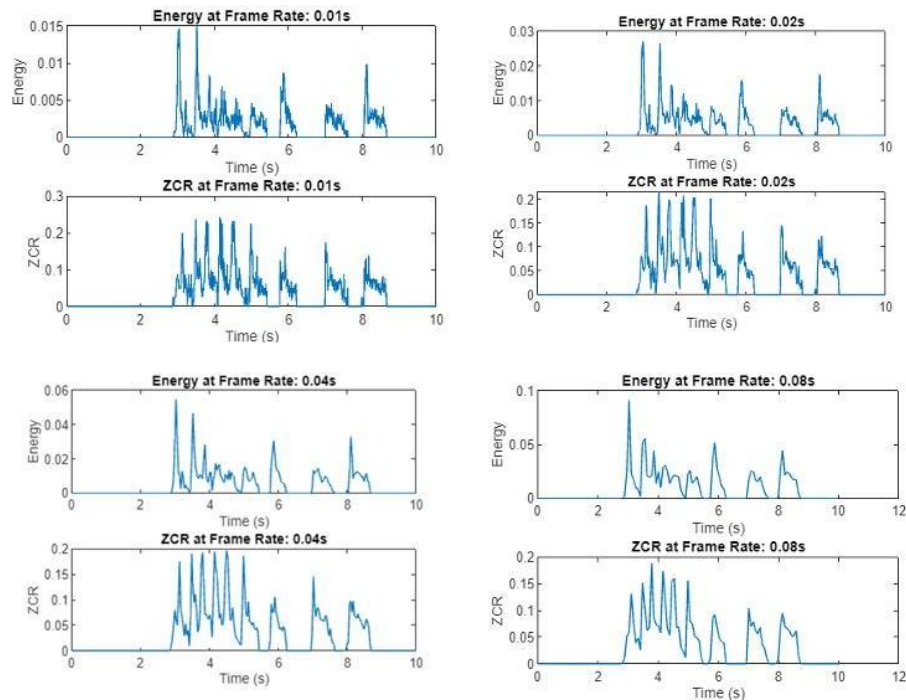 Energy at Frame Rate: 0.01s
0.015
0.01
0.005
0
Energy
0 2 4 6 8 10
Time (s)
ZCR at Frame Rate: 0.01s
0.3
0.2
0.1
0
ZCR
0 2 4 6 8 10
Time (s)
Energy at Frame Rate: 0.02s
0.03
0.02
0.01
0
Energy
0 2 4 6 8 10
Time (s)
ZCR at Frame Rate: 0.02s
0.2
0.15
0.1
0.05
0
ZCR
0 2 4 6 8 10
Time (s)
Energy at Frame Rate: 0.04s
0.06
0.04
0.02
0
Energy
0 2 4 6 8 10
Time (s)
ZCR at Frame Rate: 0.04s
0.2
0.15
0.1
0.05
0
ZCR
0 2 4 6 8 10
Time (s)
Energy at Frame Rate: 0.08s
0.1
0.05
0
Energy
0 2 4 6 8 10 12
Time (s)
ZCR at Frame Rate: 0.08s
0.2
0.15
0.1
0.05
0
ZCR
0 2 4 6 8 10 12
Time (s)